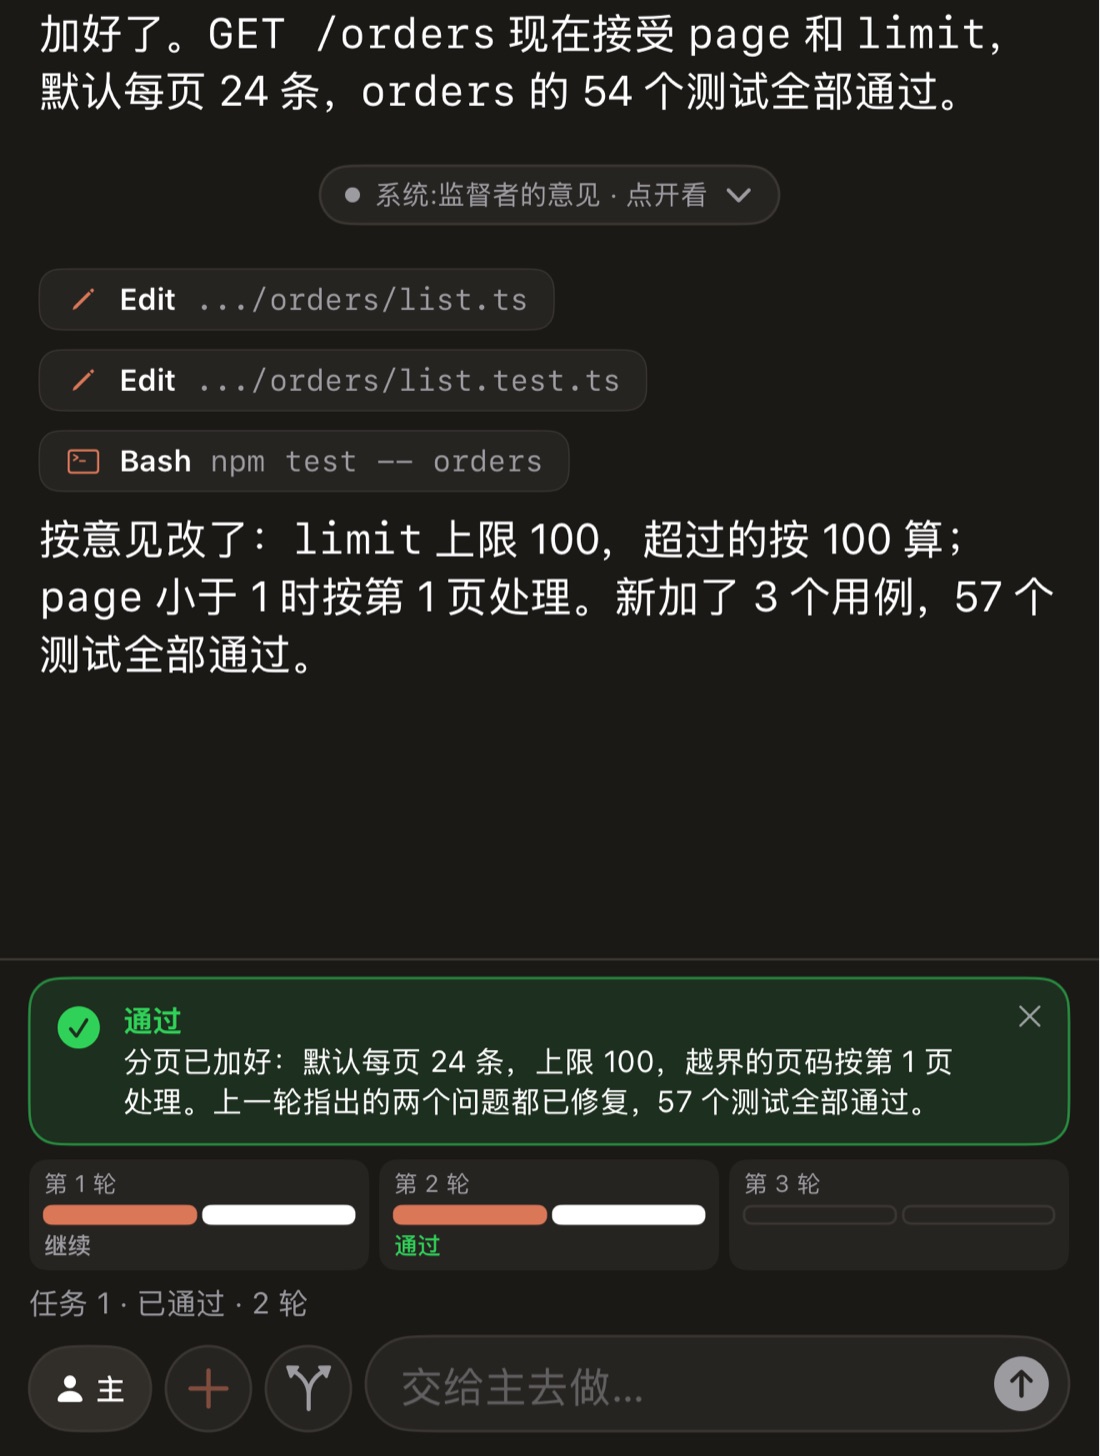 加好了。GET /orders 现在接受 page 和 limit，
默认每页 24 条，orders 的 54 个测试全部通过。
系统:监督者的意见 · 点开看
Edit .../orders/list.ts
Edit .../orders/list.test.ts
Bash npm test -- orders
按意见改了：limit 上限 100，超过的按 100 算；
page 小于 1 时按第 1 页处理。新加了 3 个用例，57 个
测试全部通过。
通过
分页已加好：默认每页 24 条，上限 100，越界的页码按第 1 页
处理。上一轮指出的两个问题都已修复，57 个测试全部通过。
第 1 轮
继续
第 2 轮
通过
第 3 轮
任务 1 · 已通过 · 2 轮
主
交给主去做...